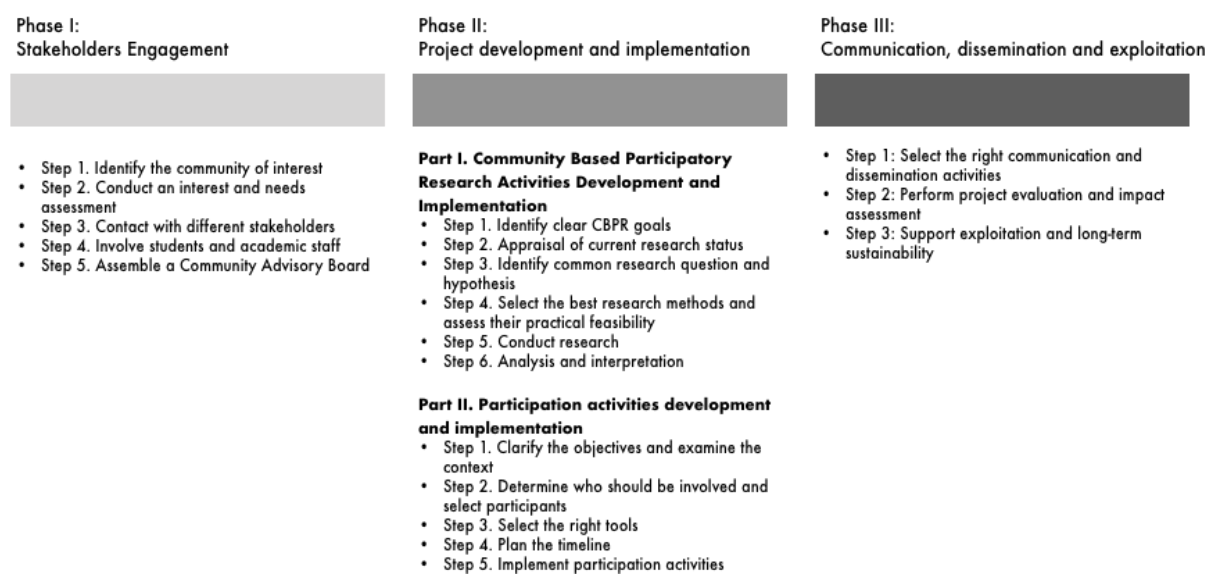 Phase I:
Stakeholders Engagement
• Step 1. Identify the community of interest
• Step 2. Conduct an interest and needs
assessment
• Step 3. Contact with different stakeholders
• Step 4. Involve students and academic staff
• Step 5. Assemble a Community Advisory Board
Phase II:
Project development and implementation
Part I. Community Based Participatory
Research Activities Development and
Implementation
• Step 1. Identify clear CBPR goals
• Step 2. Appraisal of current research status
• Step 3. Identify common research question and
hypothesis
• Step 4. Select the best research methods and
assess their practical feasibility
• Step 5. Conduct research
• Step 6. Analysis and interpretation
Part II. Participation activities development
and implementation
• Step 1. Clarify the objectives and examine the
context
• Step 2. Determine who should be involved and
select participants
• Step 3. Select the right tools
• Step 4. Plan the timeline
• Step 5. Implement participation activities
Phase III:
Communication, dissemination and exploitation
• Step 1: Select the right communication and
dissemination activities
• Step 2: Perform project evaluation and impact
assessment
• Step 3: Support exploitation and long-term
sustainability